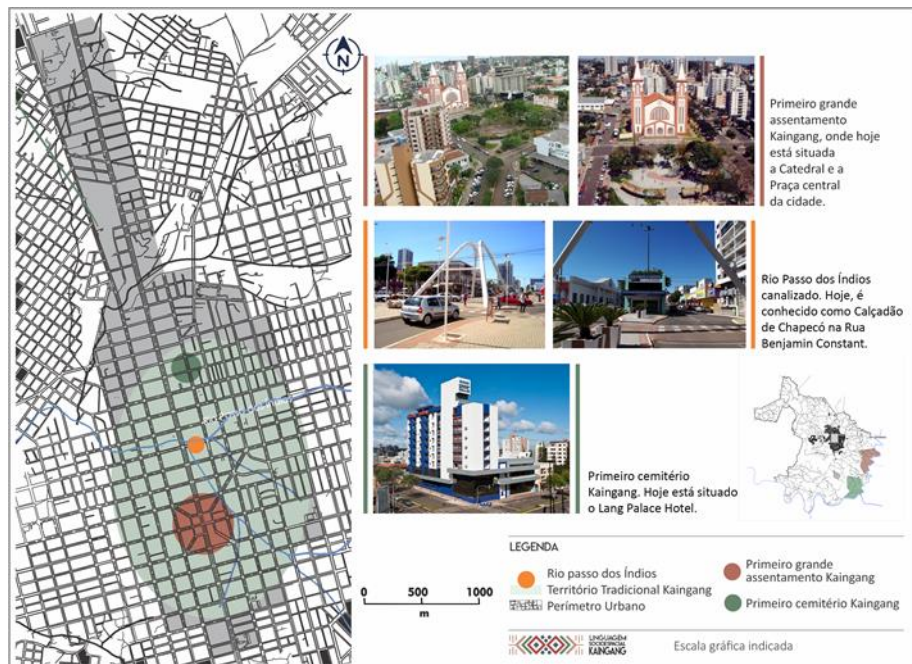 N
Primeiro grande
assentamento
Kaingang, onde hoje
está situada
a Catedral e a
Praça central
da cidade.
Rio Passo dos Índios
canalizado. Hoje, é
conhecido como Calçadão
de Chapecó na Rua
Benjamin Constant.
Primeiro cemitério
Kaingang. Hoje está situado
o Lang Palace Hotel.
LEGENDA
Rio passo dos Índios
Território Tradicional Kaingang
Perímetro Urbano
Primeiro grande
assentamento Kaingang
Primeiro cemitério Kaingang
0 500 1000
m
LINGUAGEM
SOCIOESPACIAL
KAINGANG
Escala gráfica indicada